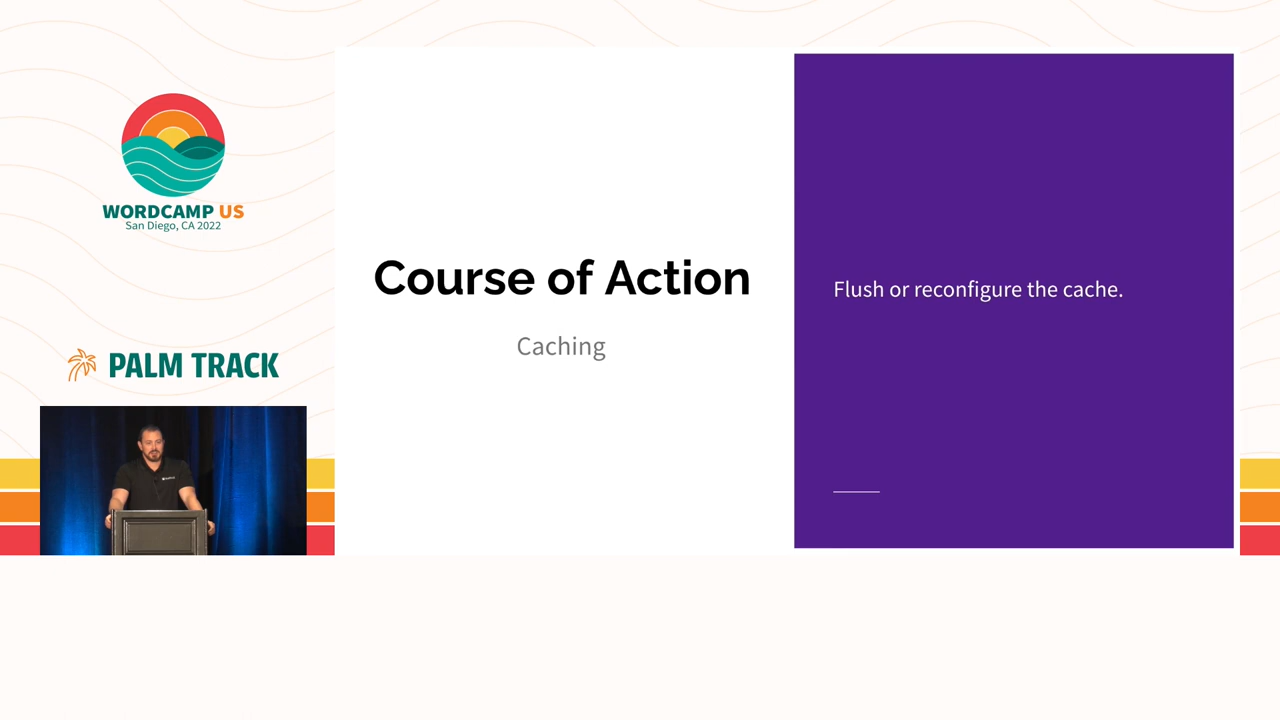 WORDCAMP US
San Diego, CA 2022
PALM TRACK
Course of Action
Caching
Flush or reconfigure the cache.